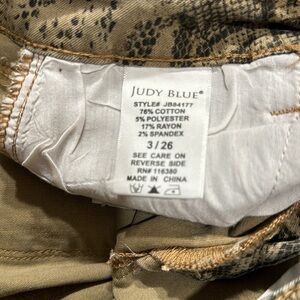 JUDY BLUE®
STYLE# JB84177
76% COTTON
5% POLYESTER
17% RAYON
2% SPANDEX
3 / 26
SEE CARE ON
REVERSE SIDE
RN# 116380
MADE IN CHINA